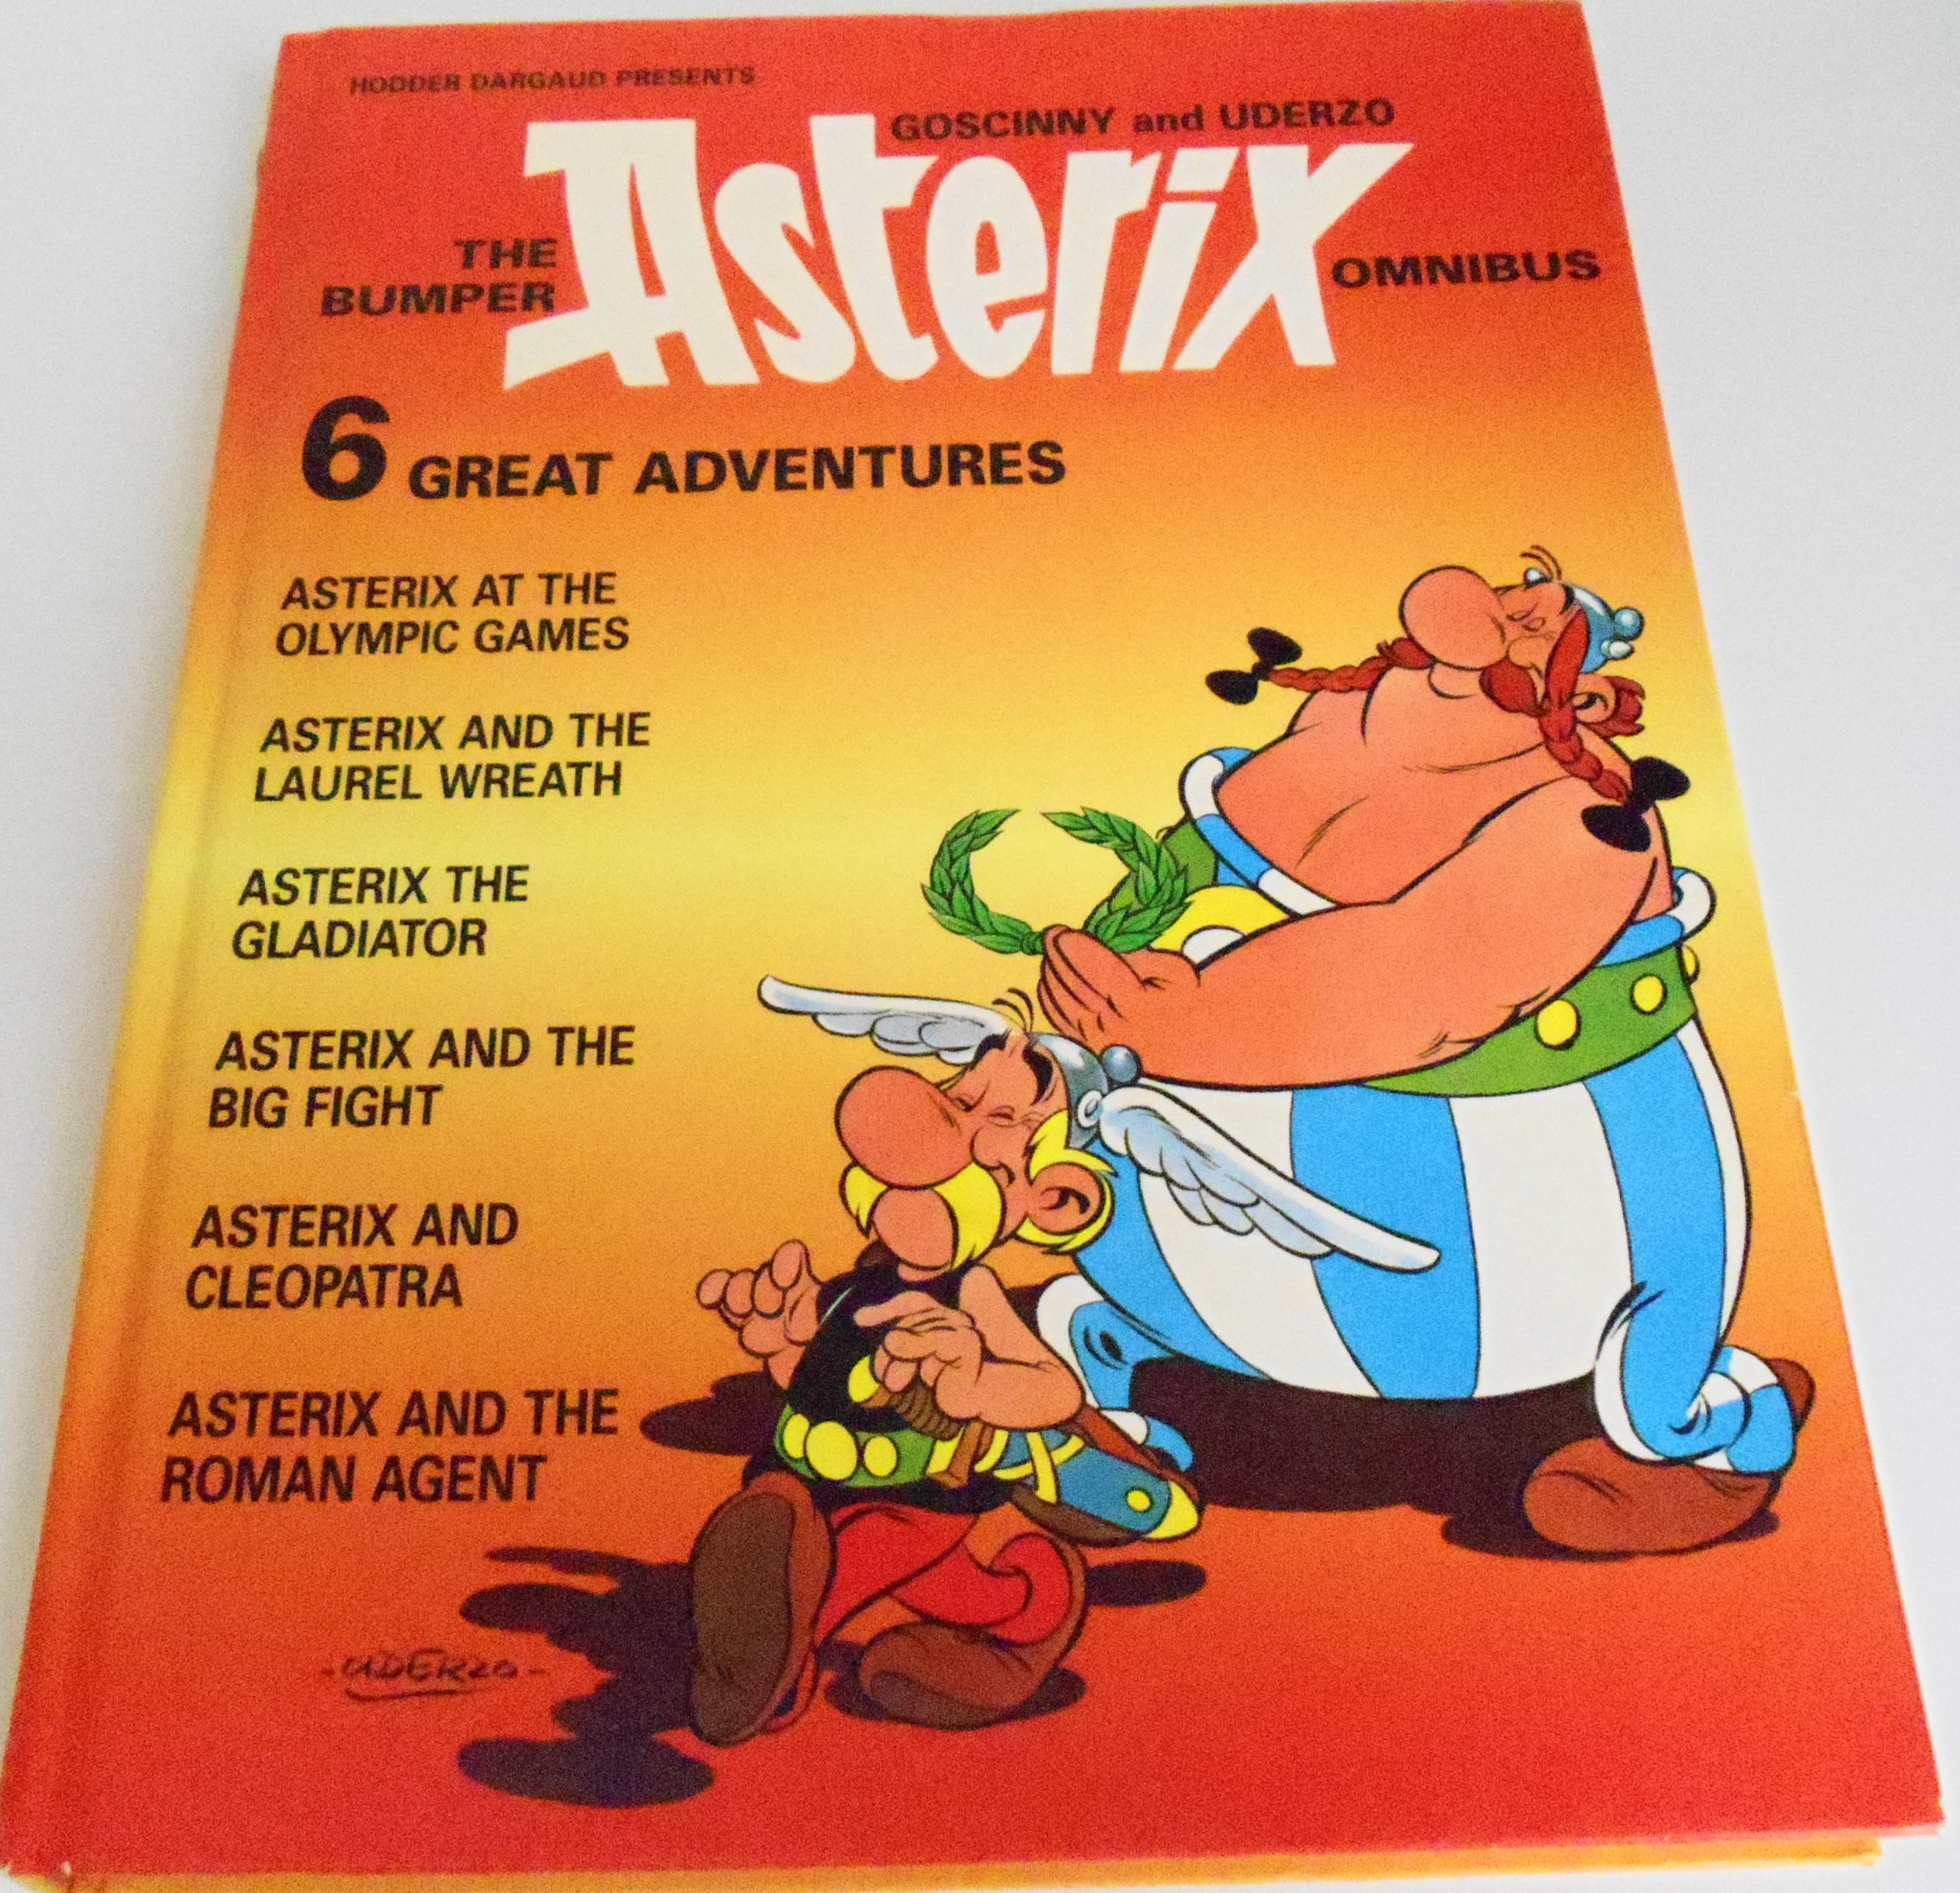 HODDER DARGAUD PRESENTS
GOSCINNY and UDERZO
THE
BUMPER
Asterix
OMNIBUS
6 GREAT ADVENTURES
ASTERIX AT THE
OLYMPIC GAMES
ASTERIX AND THE
LAUREL WREATH
ASTERIX THE
GLADIATOR
ASTERIX AND THE
BIG FIGHT
ASTERIX AND
CLEOPATRA
ASTERIX AND THE
ROMAN AGENT
-UDERZO-